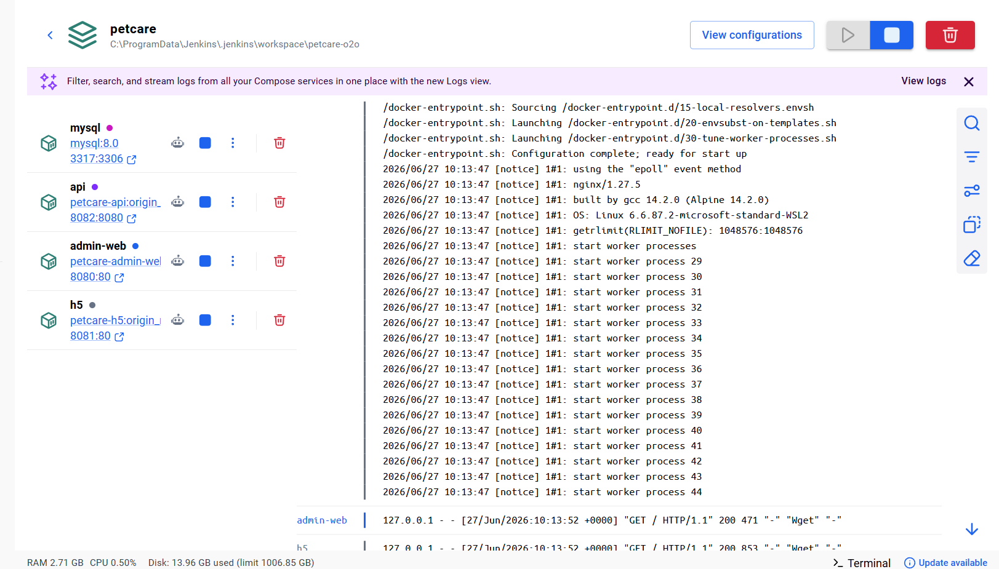 petcare
C:\ProgramData\Jenkins\.jenkins\workspace\petcare-o2o
View configurations
Filter, search, and stream logs from all your Compose services in one place with the new Logs view.
View logs
mysql
mysql:8.0
3317:3306
api
petcare-api:origin_
8082:8080
admin-web
petcare-admin-wel
8080:80
h5
petcare-h5:origin_
8081:80
/docker-entrypoint.sh: Sourcing /docker-entrypoint.d/15-local-resolvers.envsh
/docker-entrypoint.sh: Launching /docker-entrypoint.d/20-envsubst-on-templates.sh
/docker-entrypoint.sh: Launching /docker-entrypoint.d/30-tune-worker-processes.sh
/docker-entrypoint.sh: Configuration complete; ready for start up
2026/06/27 10:13:47 [notice] 1#1: using the "epoll" event method
2026/06/27 10:13:47 [notice] 1#1: nginx/1.27.5
2026/06/27 10:13:47 [notice] 1#1: built by gcc 14.2.0 (Alpine 14.2.0)
2026/06/27 10:13:47 [notice] 1#1: OS: Linux 6.6.87.2-microsoft-standard-WSL2
2026/06/27 10:13:47 [notice] 1#1: getrlimit(RLIMIT_NOFILE): 1048576:1048576
2026/06/27 10:13:47 [notice] 1#1: start worker processes
2026/06/27 10:13:47 [notice] 1#1: start worker process 29
2026/06/27 10:13:47 [notice] 1#1: start worker process 30
2026/06/27 10:13:47 [notice] 1#1: start worker process 31
2026/06/27 10:13:47 [notice] 1#1: start worker process 32
2026/06/27 10:13:47 [notice] 1#1: start worker process 33
2026/06/27 10:13:47 [notice] 1#1: start worker process 34
2026/06/27 10:13:47 [notice] 1#1: start worker process 35
2026/06/27 10:13:47 [notice] 1#1: start worker process 36
2026/06/27 10:13:47 [notice] 1#1: start worker process 37
2026/06/27 10:13:47 [notice] 1#1: start worker process 38
2026/06/27 10:13:47 [notice] 1#1: start worker process 39
2026/06/27 10:13:47 [notice] 1#1: start worker process 40
2026/06/27 10:13:47 [notice] 1#1: start worker process 41
2026/06/27 10:13:47 [notice] 1#1: start worker process 42
2026/06/27 10:13:47 [notice] 1#1: start worker process 43
2026/06/27 10:13:47 [notice] 1#1: start worker process 44
admin-web 127.0.0.1 - - [27/Jun/2026:10:13:52 +0000] "GET / HTTP/1.1" 200 471 "-" "Wget" "-"
h5 127.0.0.1 - - [27/Jun/2026:10:13:52 +0000] "GET / HTTP/1.1" 200 853 "-" "Wget" "-"
RAM 2.71 GB CPU 0.50% Disk: 13.96 GB used (limit 1006.85 GB)
Terminal
Update available